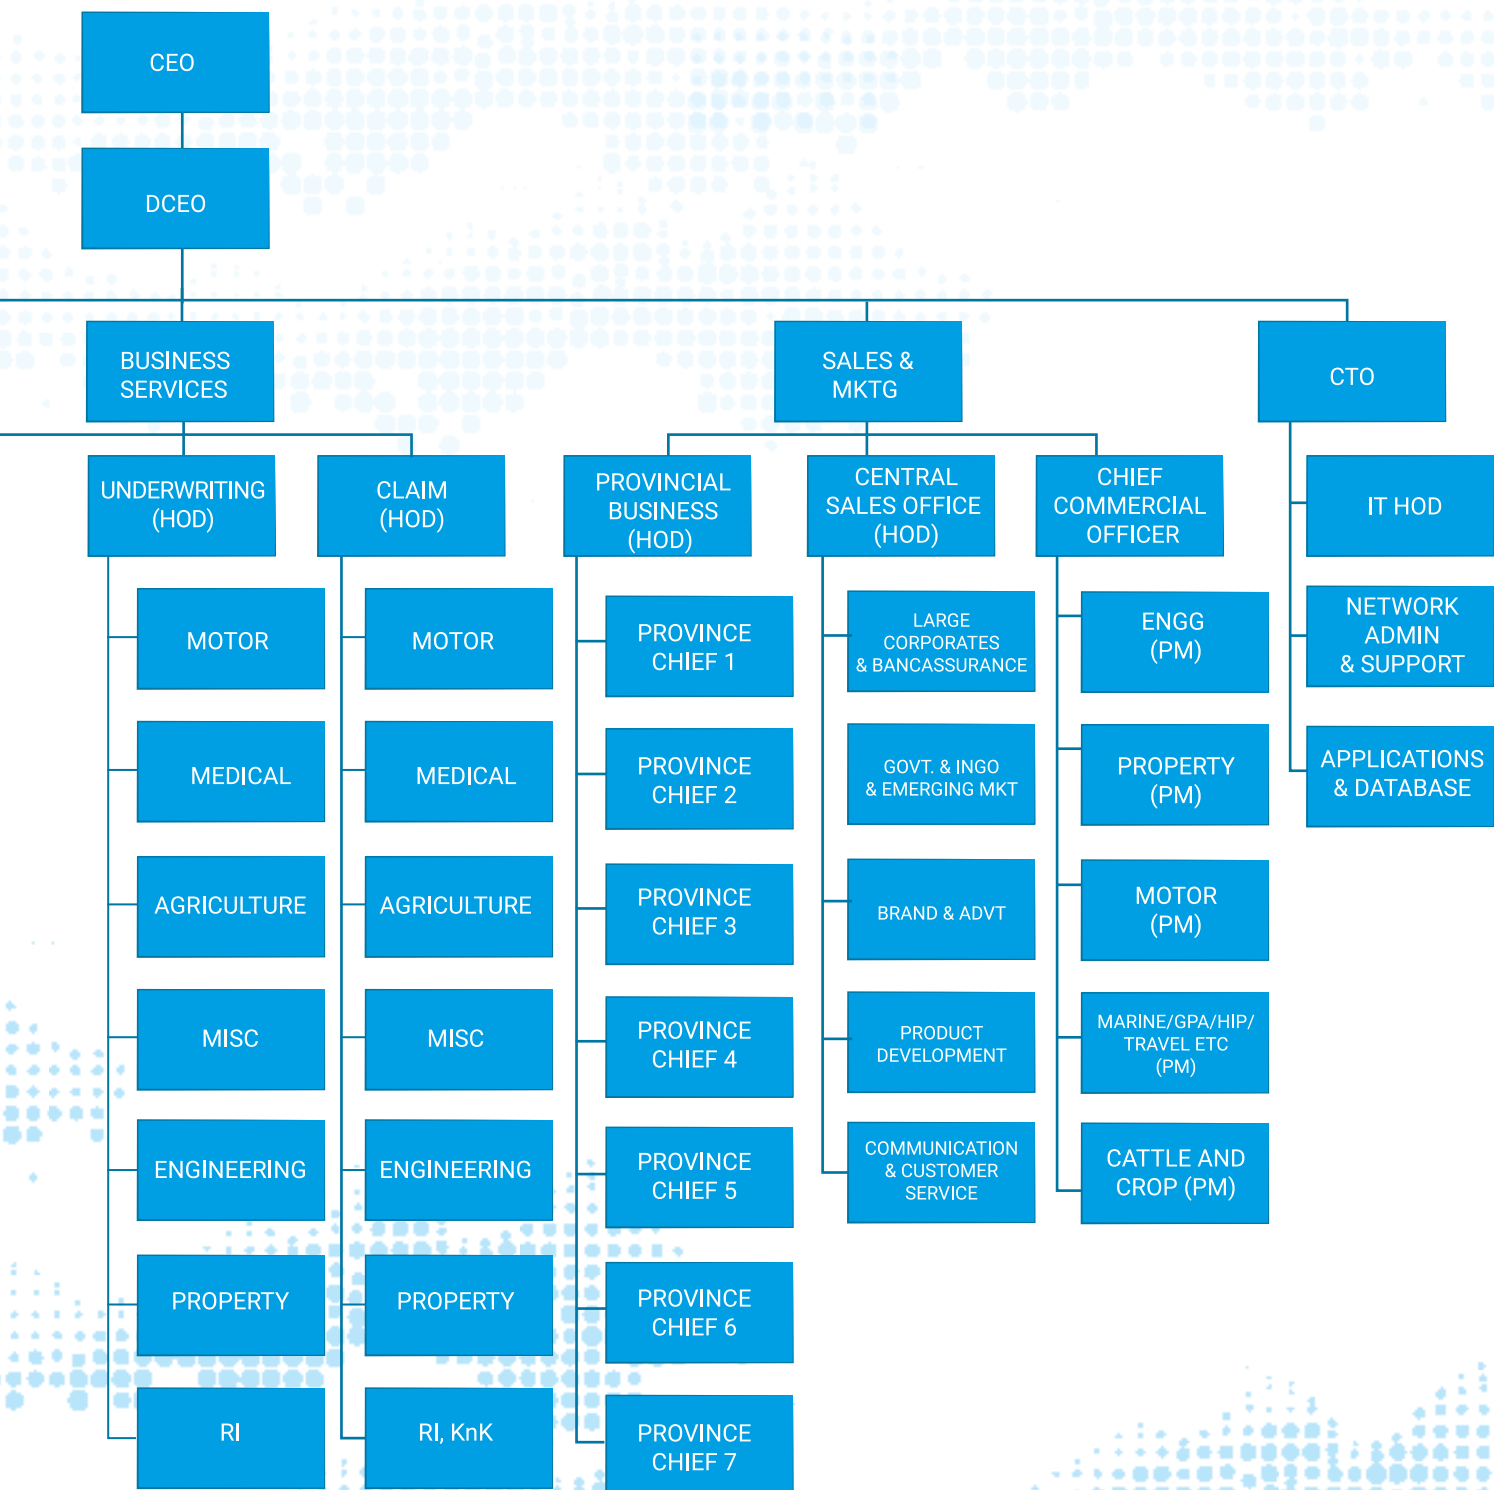 CEO
DCEO
BUSINESS
SERVICES
SALES &
MKTG
CTO
UNDERWRITING
(HOD)
MOTOR
MEDICAL
AGRICULTURE
MISC
ENGINEERING
PROPERTY
RI
CLAIM
(HOD)
MOTOR
MEDICAL
AGRICULTURE
MISC
ENGINEERING
PROPERTY
RI, KnK
PROVINCIAL
BUSINESS
(HOD)
PROVINCE
CHIEF 1
PROVINCE
CHIEF 2
PROVINCE
CHIEF 3
PROVINCE
CHIEF 4
PROVINCE
CHIEF 5
PROVINCE
CHIEF 6
PROVINCE
CHIEF 7
CENTRAL
SALES OFFICE
(HOD)
LARGE
CORPORATES
& BANCASSURANCE
GOVT. & INGO
& EMERGING MKT
BRAND & ADVT
PRODUCT
DEVELOPMENT
COMMUNICATION
& CUSTOMER
SERVICE
CHIEF
COMMERCIAL
OFFICER
ENGG
(PM)
PROPERTY
(PM)
MOTOR
(PM)
MARINE/GPA/HIP/
TRAVEL ETC
(PM)
CATTLE AND
CROP (PM)
IT HOD
NETWORK
ADMIN
& SUPPORT
APPLICATIONS
& DATABASE